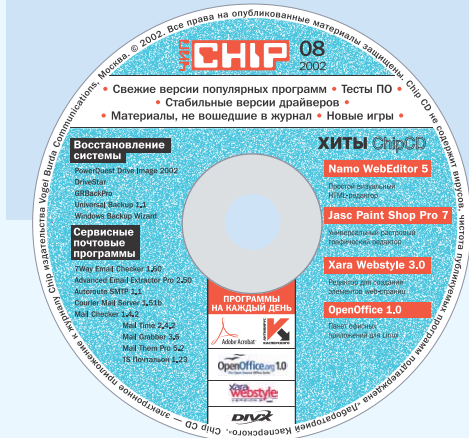 © 2002. Все права на опубликованные материалы защищены. Chip CD не содержит вирусов, чистота публикуемых программ подтверждена «Лабораторией Касперского».
Chip CD — электронное приложение к журналу Chip издательства Vogel Burda Communications, Москва.
ЧИП CHIP 08
2002
• Свежие версии популярных программ • Тесты ПО •
• Стабильные версии драйверов •
• Материалы, не вошедшие в журнал • Новые игры •
Восстановление
системы
PowerQuest Drive Image 2002
DriveStar
GRBackPro
Universal Backup 1,1
Windows Backup Wizard
Сервисные
почтовые
программы
7Way Email Checker 1,60
Advanced Email Extractor Pro 2,50
Autoroute SMTP 1,1
Courier Mail Server 1,51b
Mail Checker 1,4,2
Mail Time 2,4,2
Mail Grabber 3,6
Mail Them Pro 5,2
TS Почтальон 1,23
ХИТЫ ChipCD
Namo WebEditor 5
Простой визуальный
HTML-редактор
Jasc Paint Shop Pro 7
Универсальный растровый
графический редактор
Xara Webstyle 3.0
Редактор для создания
элементов web-страниц
OpenOffice 1.0
Пакет офисных
приложений для Linux
ПРОГРАММЫ
НА КАЖДЫЙ ДЕНЬ
Adobe Acrobat
АНТИВИРУС
КАСПЕРСКОГО
OpenOffice.org 1.0
xara
webstyle
DIVX